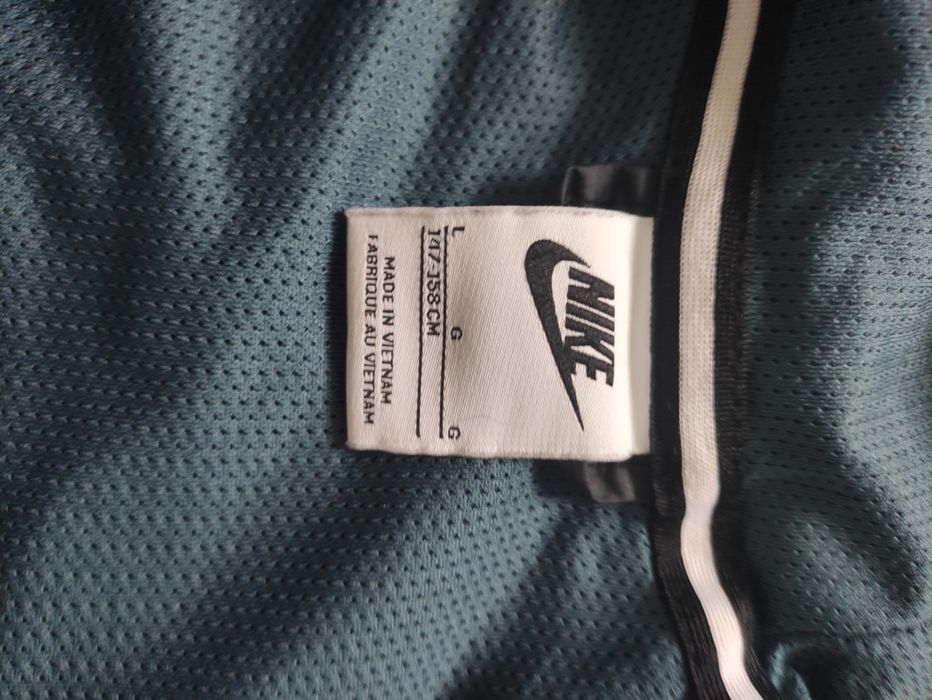 NIKE
L G G
147-158CM
MADE IN VIETNAM
FABRIQUE AU VIETNAM